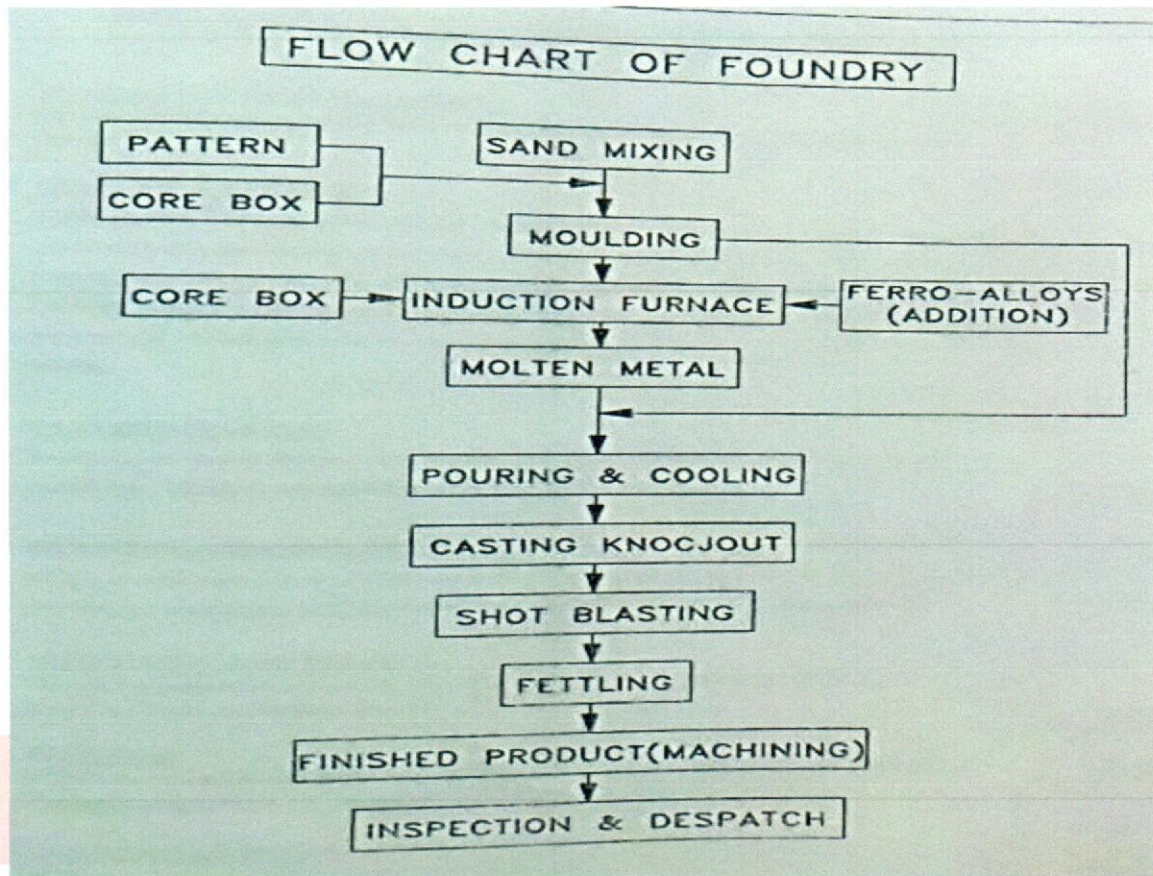 FLOW CHART OF FOUNDRY
PATTERN
SAND MIXING
CORE BOX
MOULDING
CORE BOX
INDUCTION FURNACE
FERRO-ALLOYS
(ADDITION)
MOLTEN METAL
POURING & COOLING
CASTING KNOCJOUT
SHOT BLASTING
FETTLING
FINISHED PRODUCT(MACHINING)
INSPECTION & DESPATCH